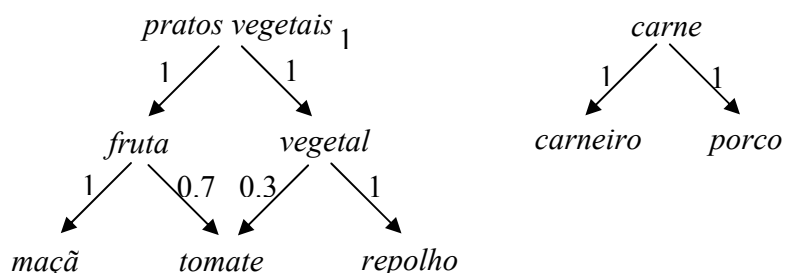 pratos vegetais 1 carne
1 1 1 1
fruta vegetal carneiro porco
1 0.7 0.3 1
maçã tomate repolho